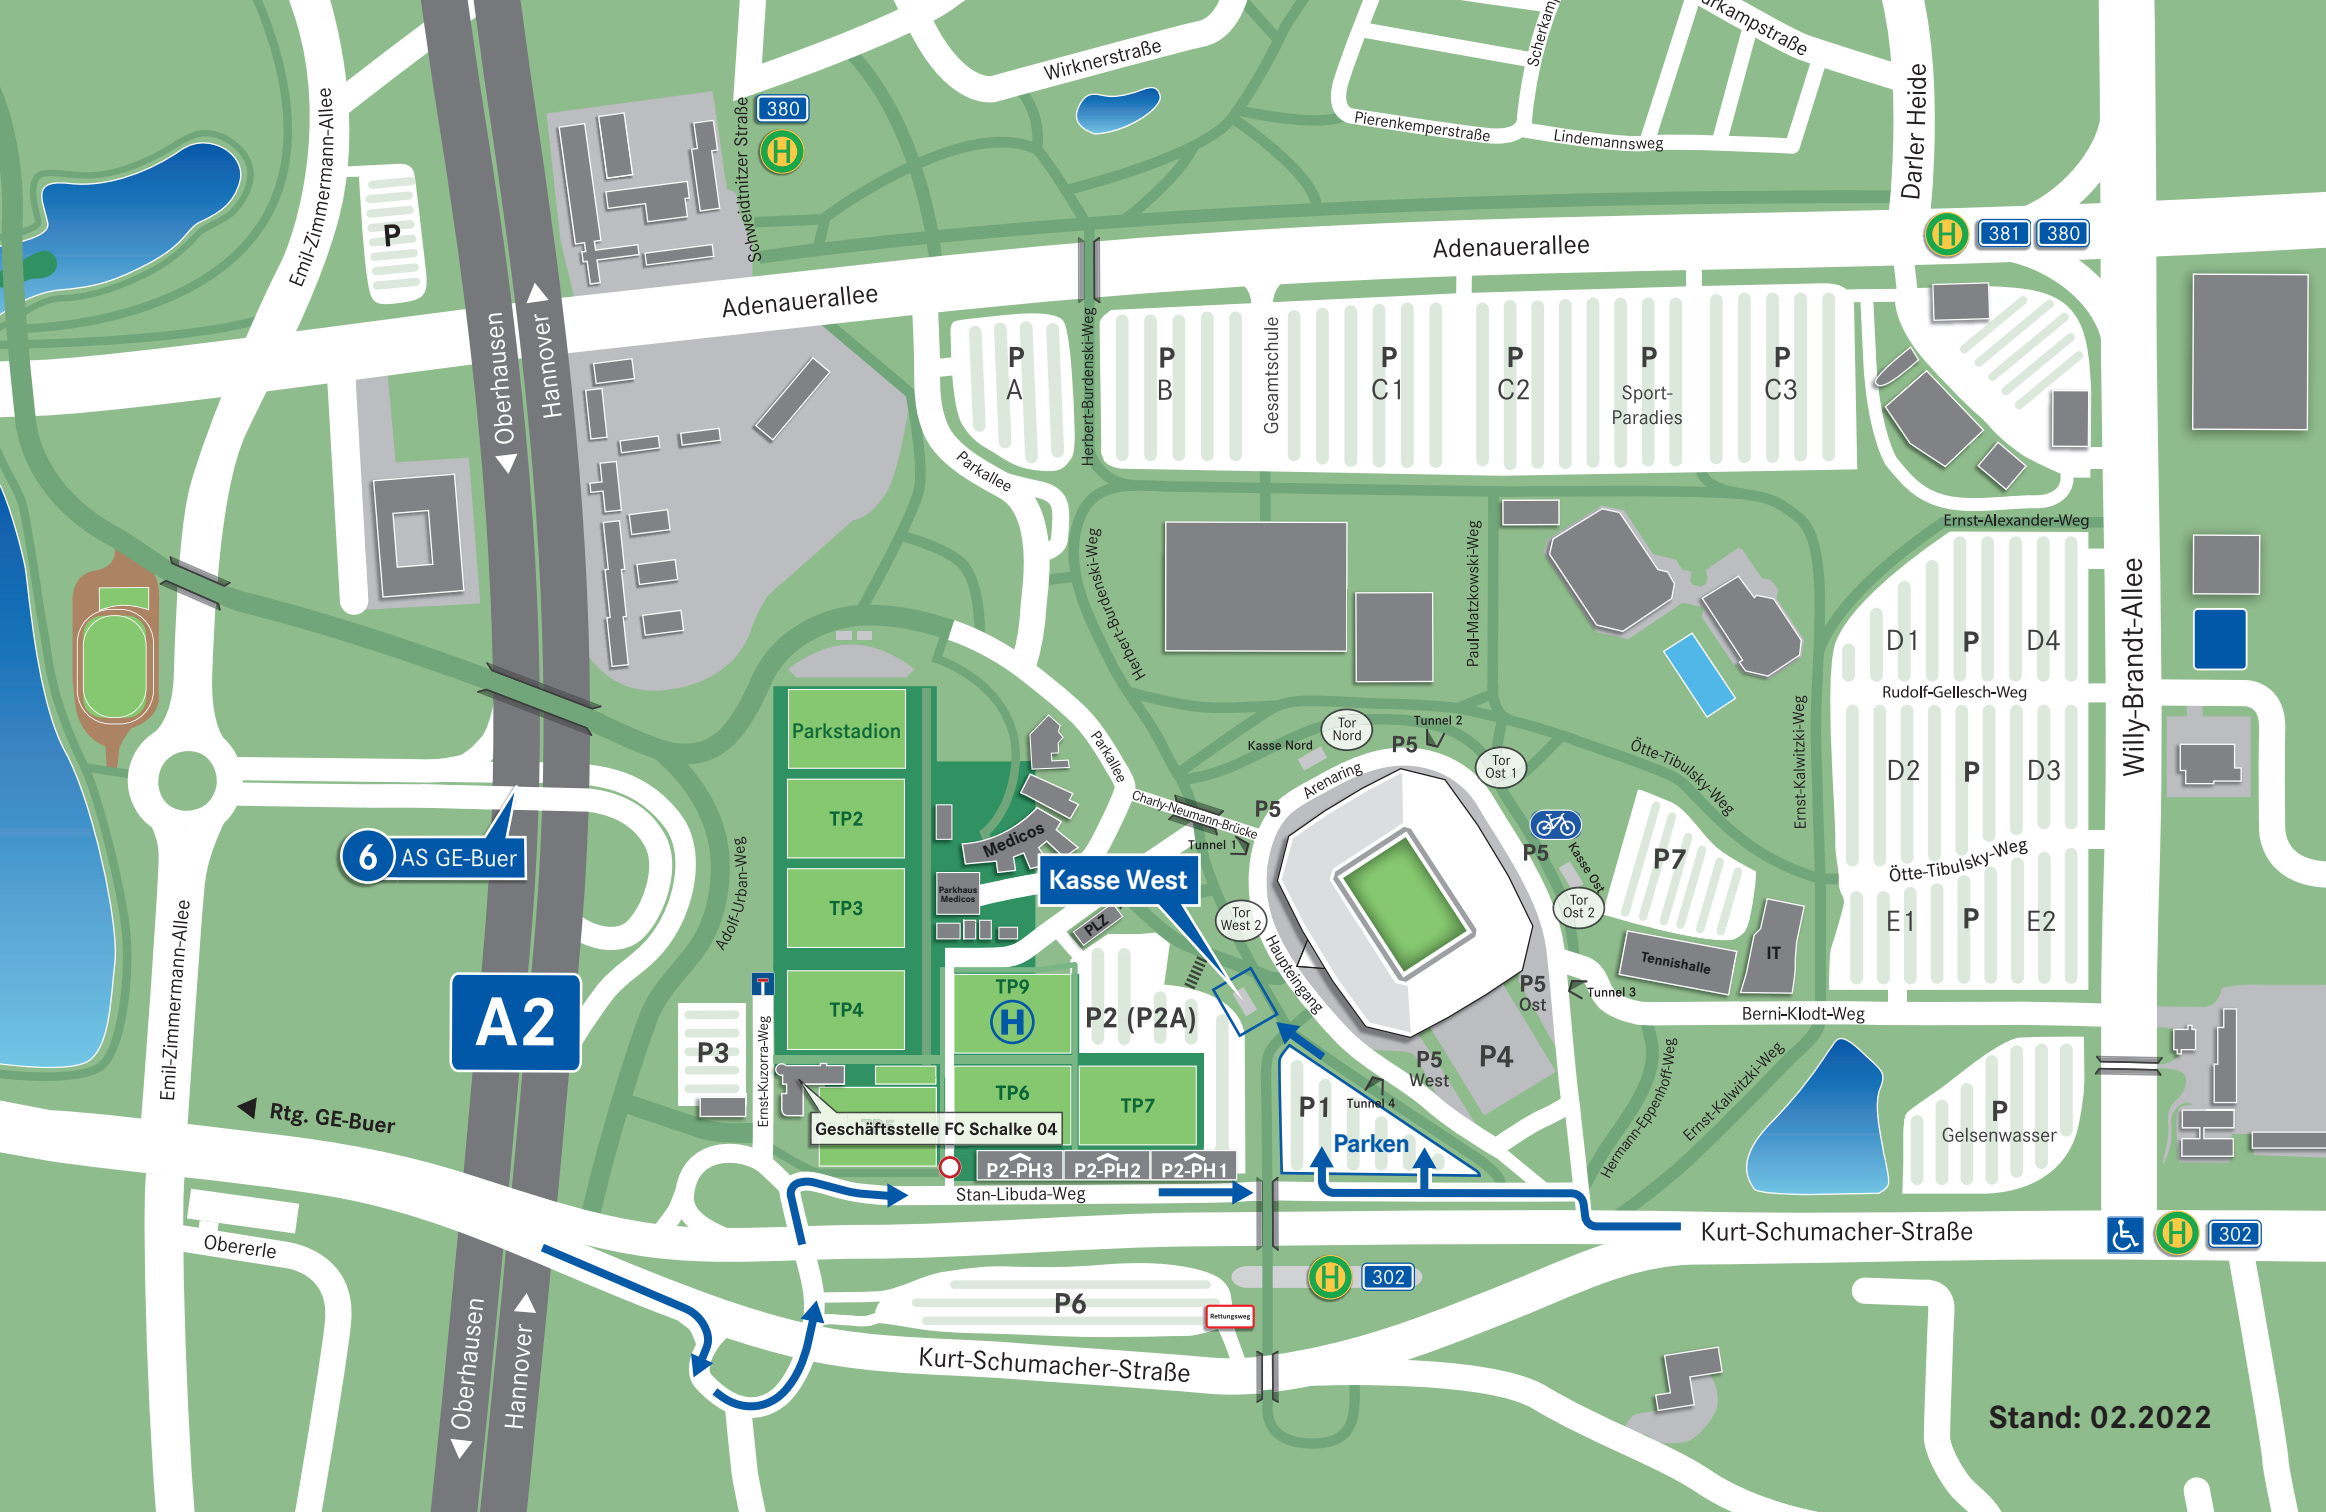 Wirknerstraße
Scherkamp
urkampstraße
Pierenkemperstraße
Lindemannsweg
Darler Heide
Emil-Zimmermann-Allee
Schweidtnitzer Straße
380
H
P
H
381
380
Adenauerallee
Adenauerallee
Oberhausen
Hannover
Herbert-Burdenski-Weg
Gesamtschule
P
A
P
B
P
C1
P
C2
P
Sport-
Paradies
P
C3
Parkallee
Ernst-Alexander-Weg
Herbert-Burdenski-Weg
Paul-Matzkowski-Weg
Willy-Brandt-Allee
D1
P
D4
Rudolf-Gellesch-Weg
D2
P
D3
Ötte-Tibulsky-Weg
E1
P
E2
Ernst-Kalwitzki-Weg
Ötte-Tibulsky-Weg
Parkstadion
TP2
TP3
TP4
Parkallee
Kasse Nord
Tor
Nord
Tunnel 2
P5
Tor
Ost 1
Arenaring
Charly-Neumann-Brücke
P5
Tunnel 1
P5
Kasse Ost
Tor
Ost 2
P7
Medicos
Parkhaus
Medicos
Kasse West
PLZ
Tor
West 2
Haupteingang
Tennishalle
IT
6
AS GE-Buer
Adolf-Urban-Weg
Emil-Zimmermann-Allee
A2
P3
Ernst-Kuzorra-Weg
TP9
H
P2 (P2A)
P5
Ost
Tunnel 3
Berni-Klodt-Weg
P5
West
P4
TP6
TP7
P1
Tunnel 4
Parken
Hermann-Eppenhoff-Weg
Ernst-Kalwitzki-Weg
P
Gelsenwasser
Rtg. GE-Buer
Geschäftsstelle FC Schalke 04
P2-PH3
P2-PH2
P2-PH1
Stan-Libuda-Weg
Kurt-Schumacher-Straße
H
302
Obererle
H
302
P6
Rettungsweg
Kurt-Schumacher-Straße
Oberhausen
Hannover
Stand: 02.2022